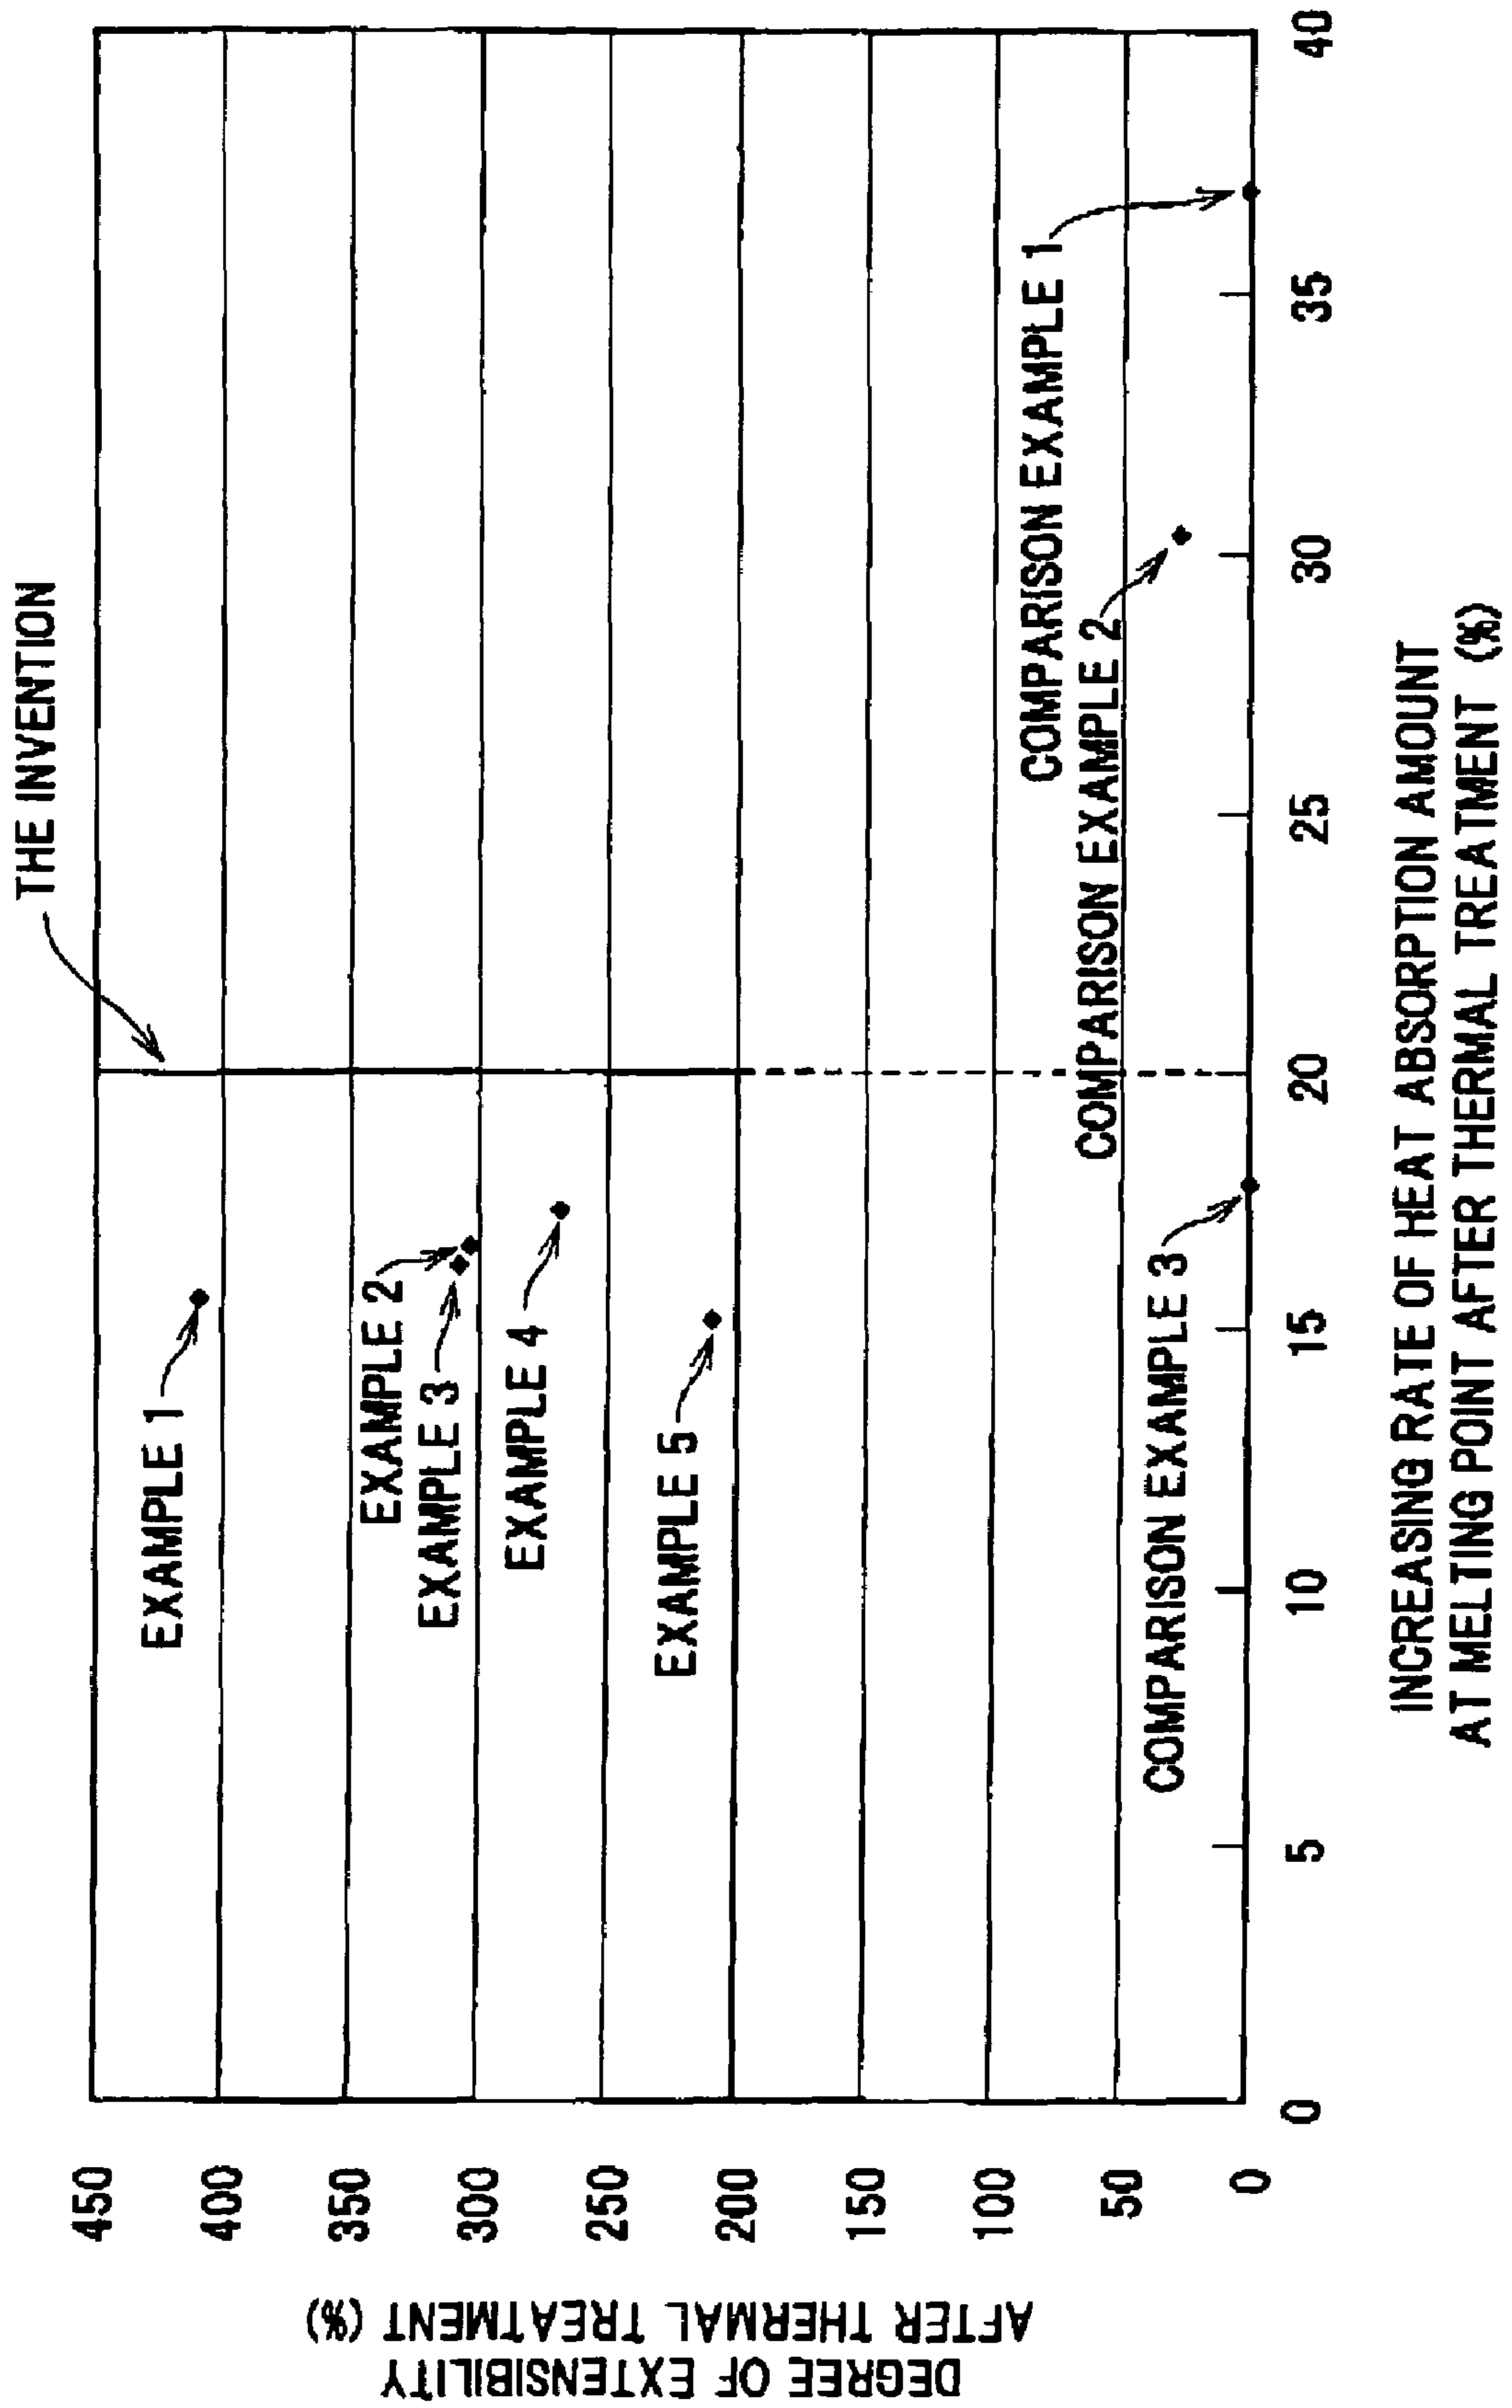 THE INVENTION
DEGREE OF EXTENSIBILITY
AFTER THERMAL TREATMENT (%)
450
400
350
300
250
200
150
100
50
0
EXAMPLE 1
EXAMPLE 2
EXAMPLE 3
EXAMPLE 4
EXAMPLE 5
COMPARISON EXAMPLE 1
COMPARISON EXAMPLE 2
COMPARISON EXAMPLE 3
0
5
10
15
20
25
30
35
40
INCREASING RATE OF HEAT ABSORPTION AMOUNT
AT MELTING POINT AFTER THERMAL TREATMENT (%)